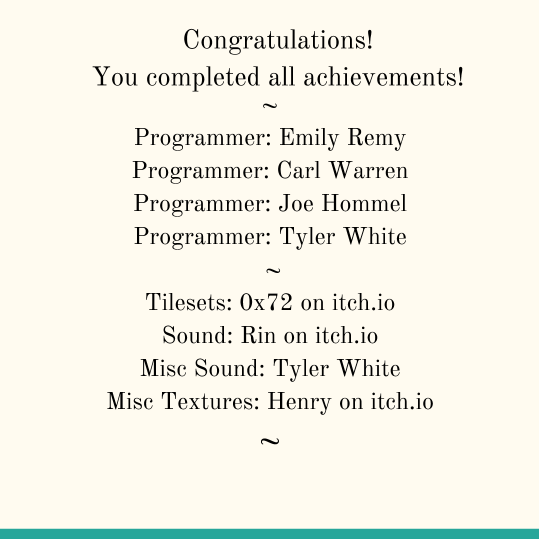 Congratulations!
You completed all achievements!
~
Programmer: Emily Remy
Programmer: Carl Warren
Programmer: Joe Hommel
Programmer: Tyler White
~
Tilesets: 0x72 on itch.io
Sound: Rin on itch.io
Misc Sound: Tyler White
Misc Textures: Henry on itch.io
~